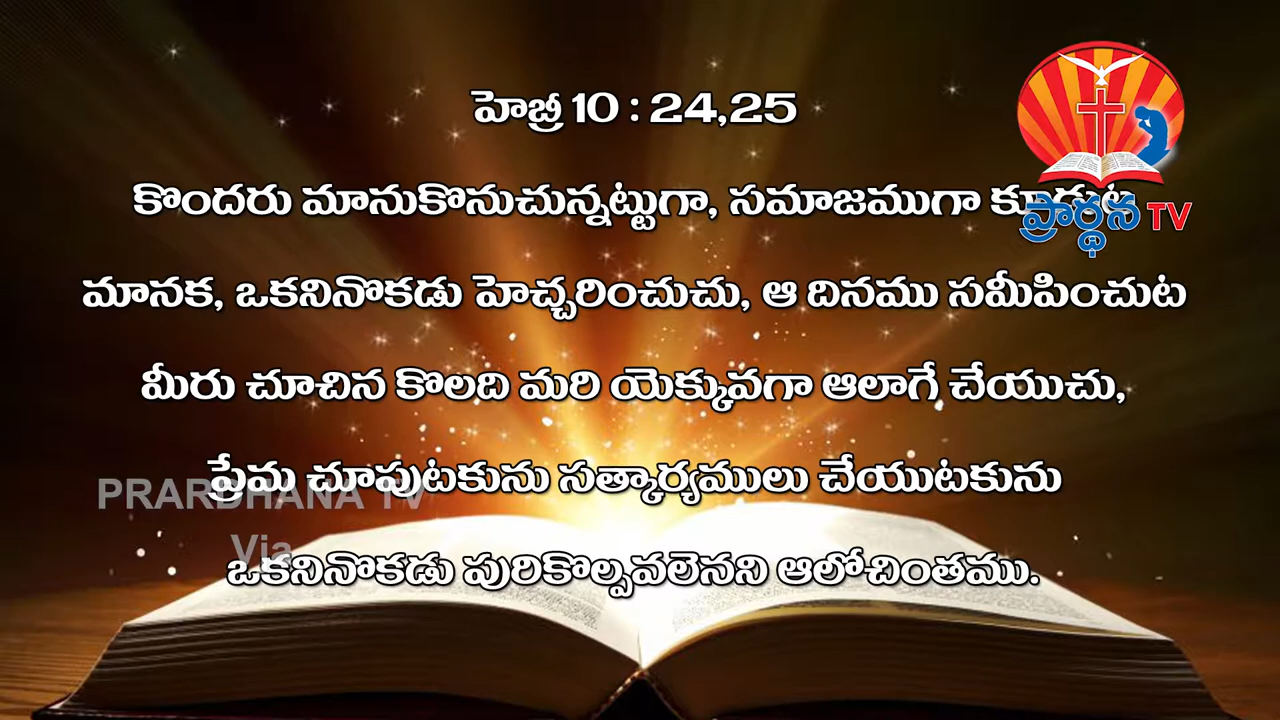 హెబ్రీ 10 : 24,25
కొందరు మానుకొనుచున్నట్టుగా, సమాజముగా
ప్రార్థన TV
మానక, ఒకనినొకడు హెచ్చరించుచు, ఆ దినము సమీపించుట
మీరు చూచిన కొలది మరి యెక్కువగా ఆలాగే చేయుచు,
ప్రేమ చూపుటకును సత్కార్యములు చేయుటకును
PRARDHANA TV
Via
ఒకనినొకడు పురికొల్పవలెనని ఆలోచింతము.